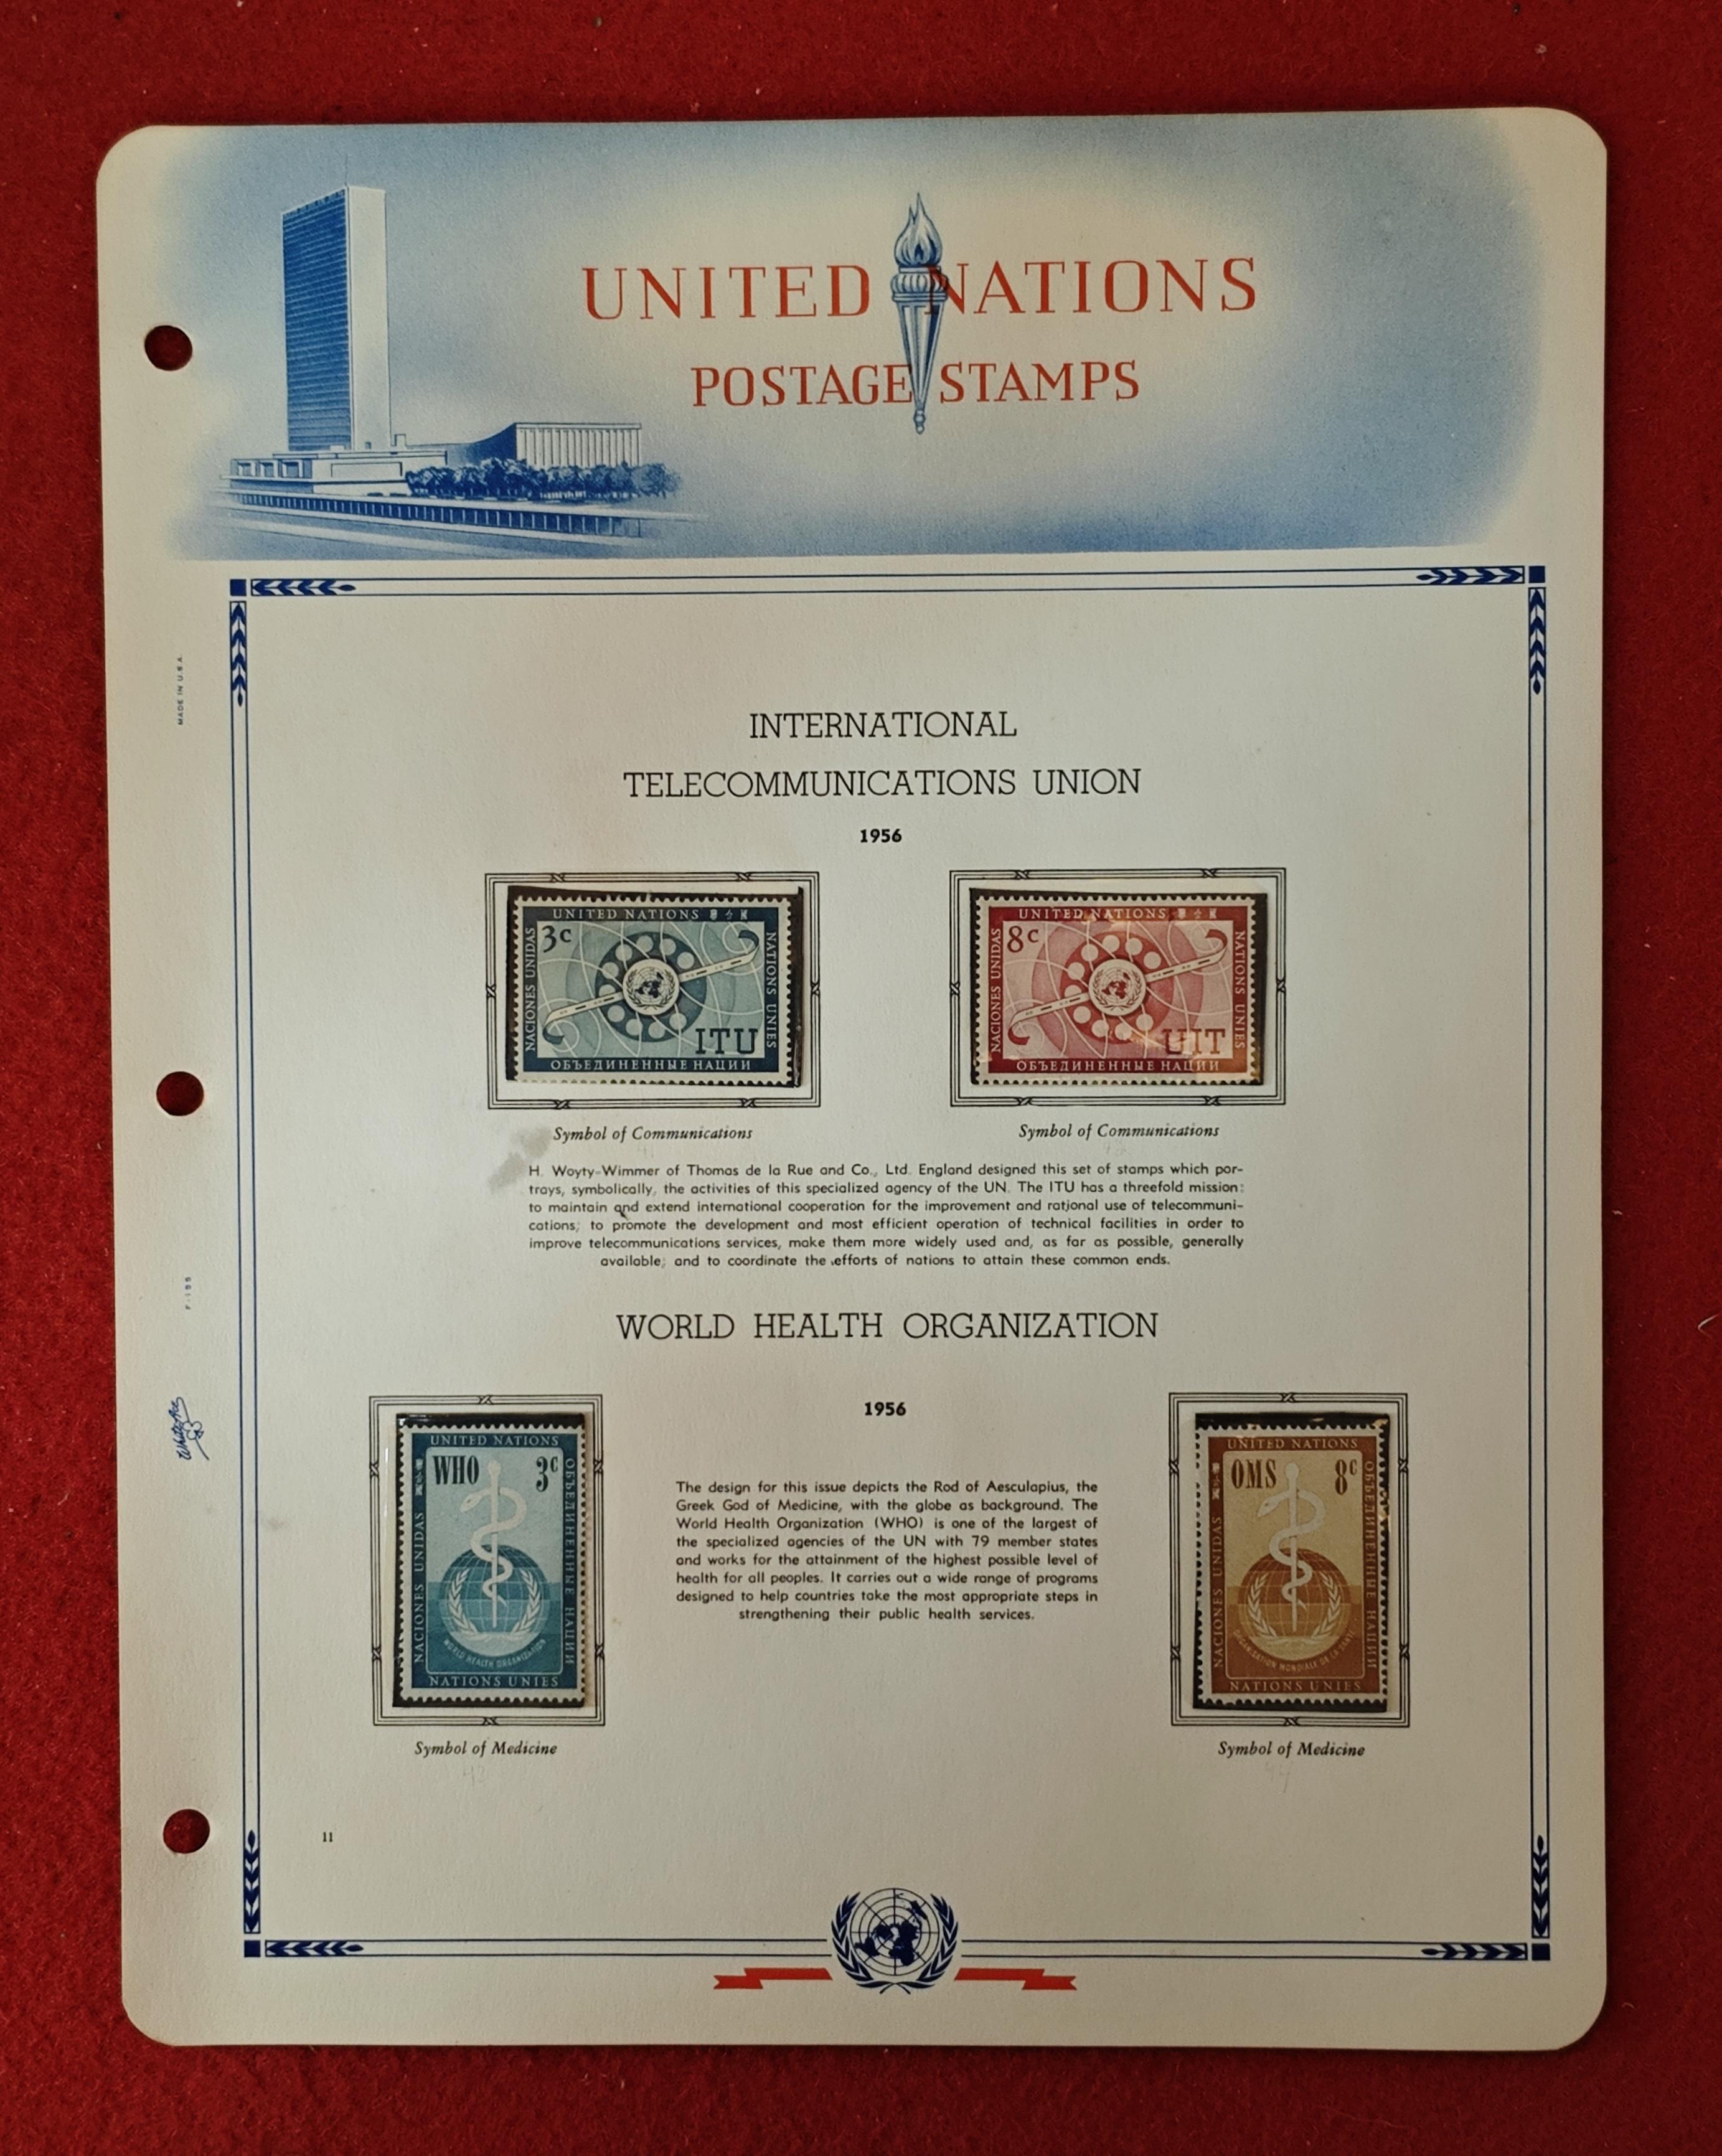 UNITED NATIONS
POSTAGE STAMPS
MADE IN U.S.A.
INTERNATIONAL
TELECOMMUNICATIONS UNION
1956
UNITED NATIONS
3c
NACIONES UNIDAS
NATIONS UNIES
ITU
ОБЪЕДИНЕННЫЕ НАЦИИ
UNITED NATIONS
8c
NACIONES UNIDAS
NATIONS UNIES
UIT
ОБЪЕДИНЕННЫЕ НАЦИИ
Symbol of Communications
Symbol of Communications
H. Woyty-Wimmer of Thomas de la Rue and Co., Ltd. England designed this set of stamps which por-
trays, symbolically, the activities of this specialized agency of the UN. The ITU has a threefold mission:
to maintain and extend international cooperation for the improvement and rational use of telecommuni-
cations; to promote the development and most efficient operation of technical facilities in order to
improve telecommunications services, make them more widely used and, as far as possible, generally
available; and to coordinate the efforts of nations to attain these common ends.
WORLD HEALTH ORGANIZATION
1956
UNITED NATIONS
WHO 3c
NACIONES UNIDAS
ОБЪЕДИНЕННЫЕ НАЦИИ
WORLD HEALTH ORGANIZATION
NATIONS UNIES
The design for this issue depicts the Rod of Aesculapius, the
Greek God of Medicine, with the globe as background. The
World Health Organization (WHO) is one of the largest of
the specialized agencies of the UN with 79 member states
and works for the attainment of the highest possible level of
health for all peoples. It carries out a wide range of programs
designed to help countries take the most appropriate steps in
strengthening their public health services.
UNITED NATIONS
OMS 8c
NACIONES UNIDAS
ОБЪЕДИНЕННЫЕ НАЦИИ
ORGANISATION MONDIALE DE LA SANTÉ
NATIONS UNIES
Symbol of Medicine
Symbol of Medicine
43
44
White Ace
11